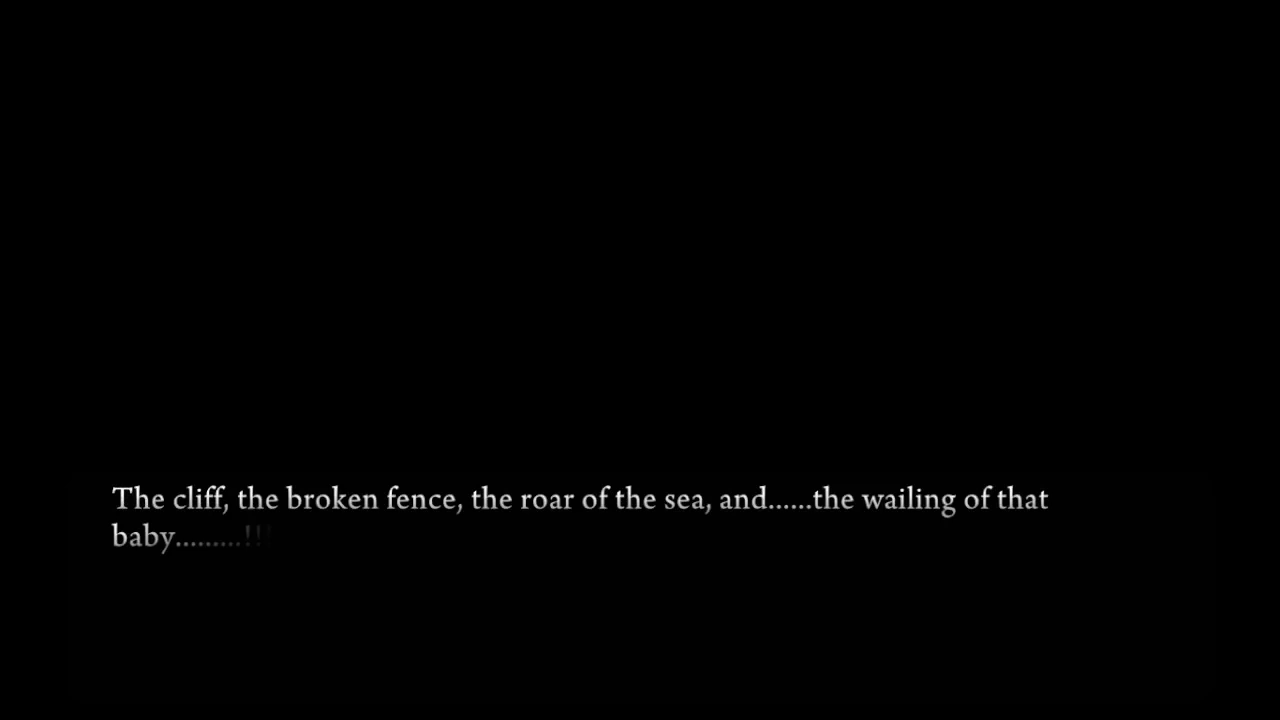 The cliff, the broken fence, the roar of the sea, and......the wailing of that
baby.........!!!